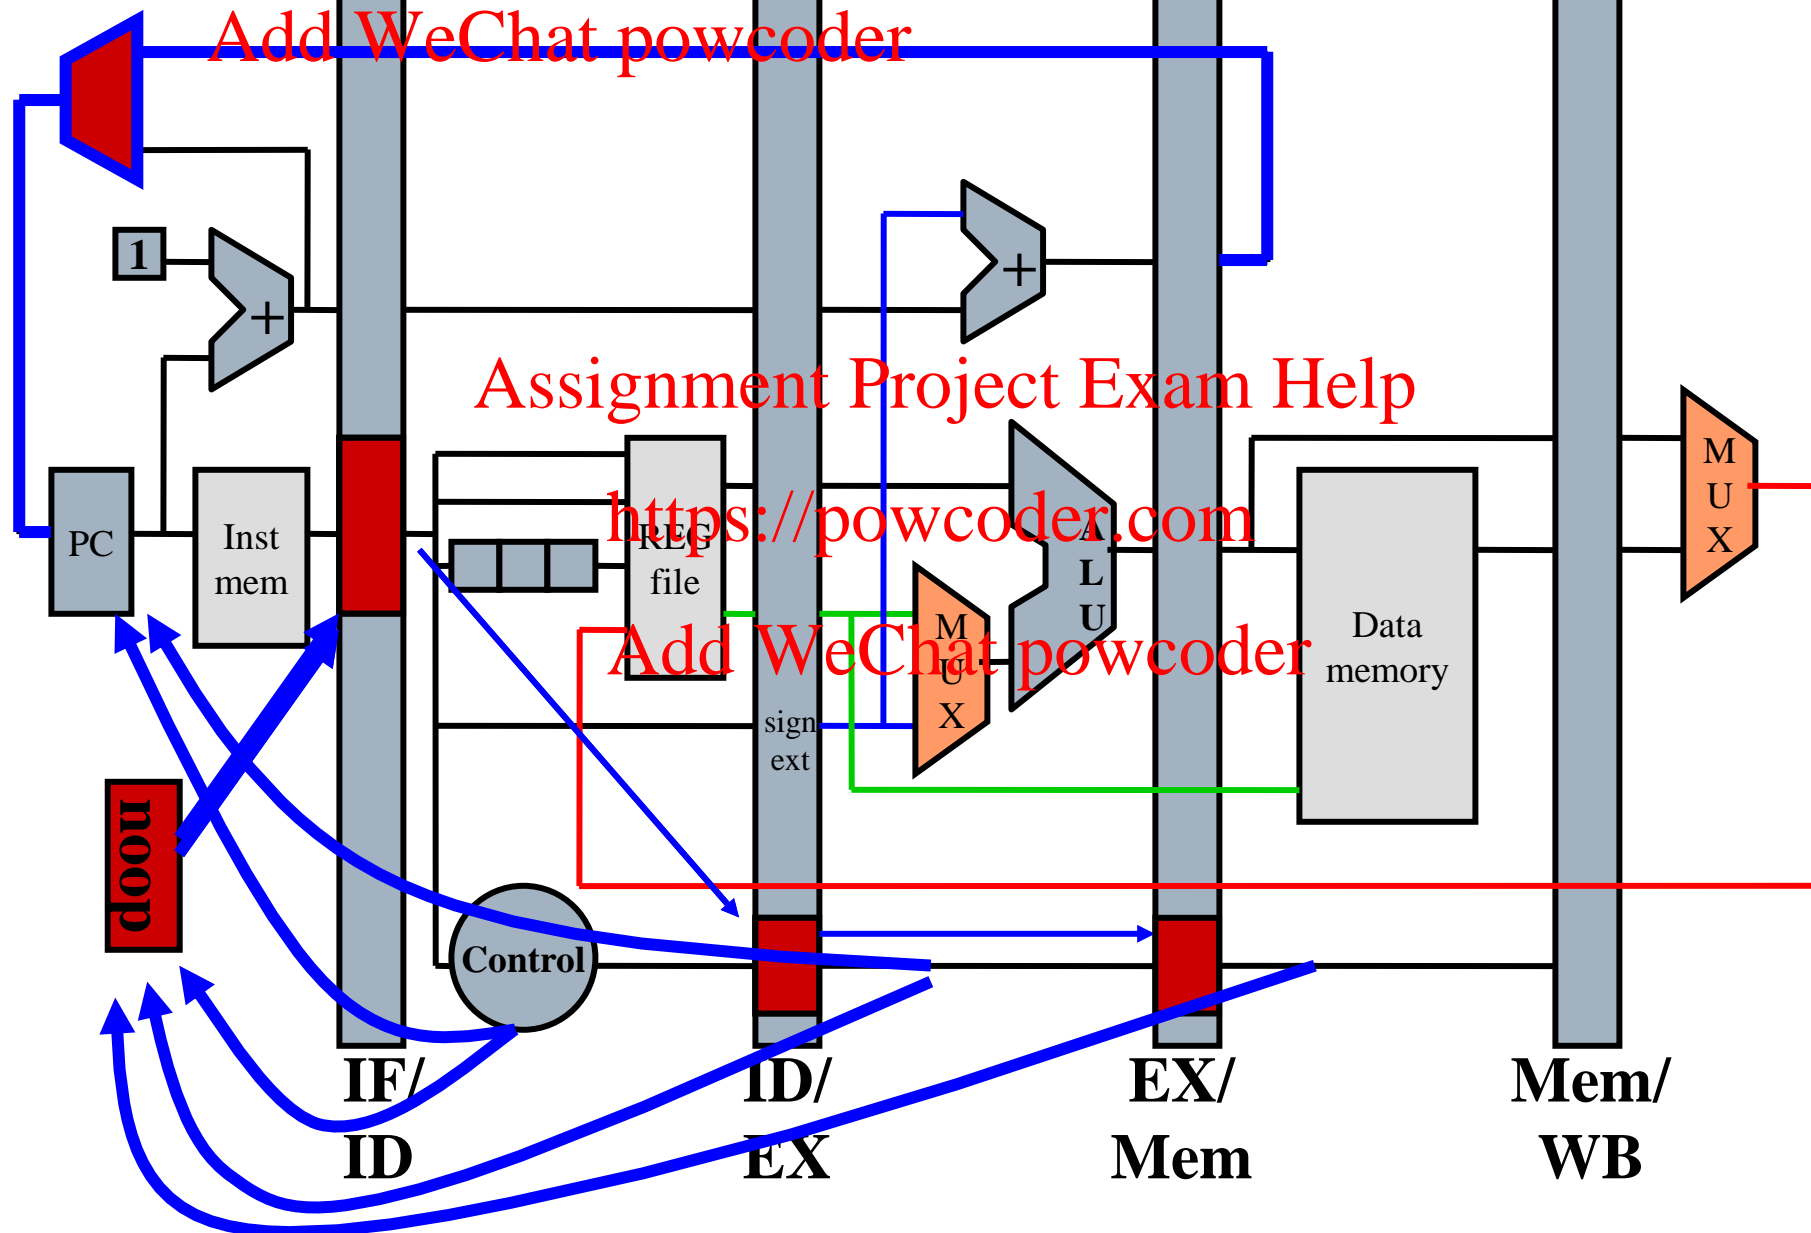 Add WeChat powcoder
1
+
+
Assignment Project Exam Help
https://powcoder.com
PC
Inst
mem
REG
file
A
L
U
M
U
X
Data
memory
M
U
X
Add WeChat powcoder
sign
ext
noop
Control
IF/
ID
ID/
EX
EX/
Mem
Mem/
WB